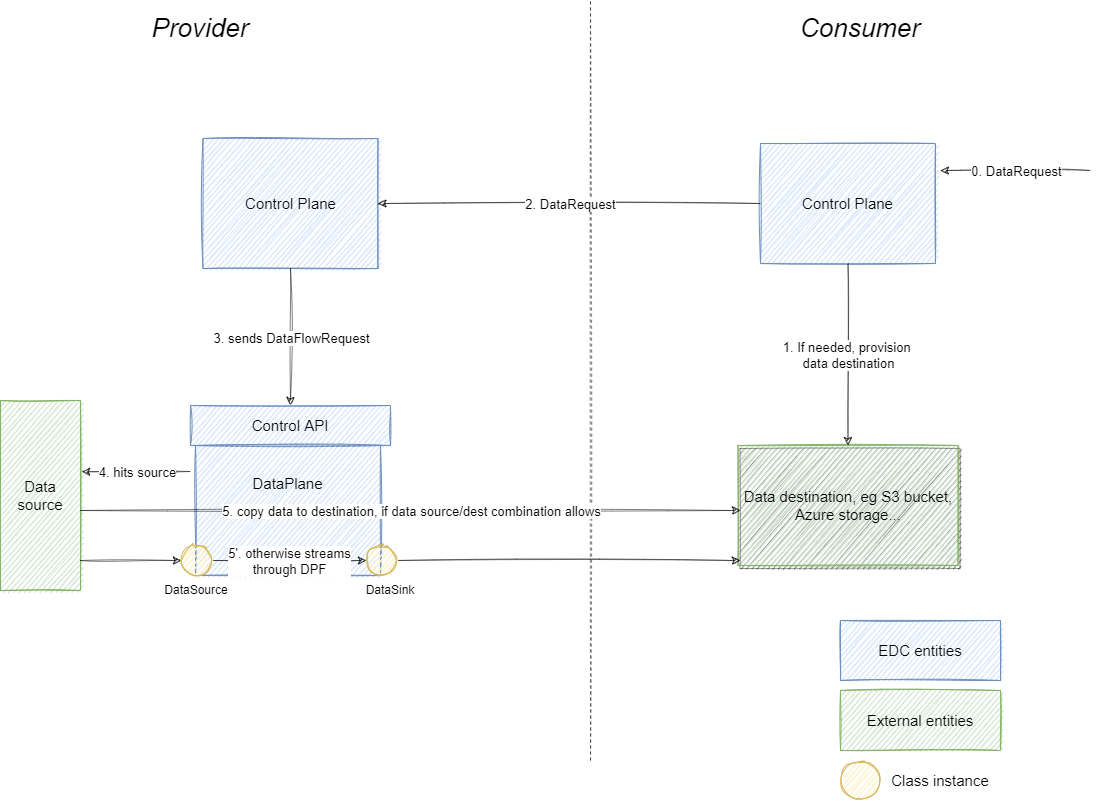 Provider
Consumer
0. DataRequest
Control Plane
2. DataRequest
Control Plane
3. sends DataFlowRequest
1. If needed, provision
data destination
Control API
Data
source
4. hits source
DataPlane
Data destination, eg S3 bucket,
Azure storage...
5. copy data to destination, if data source/dest combination allows
5'. otherwise streams
through DPF
DataSource
DataSink
EDC entities
External entities
Class instance